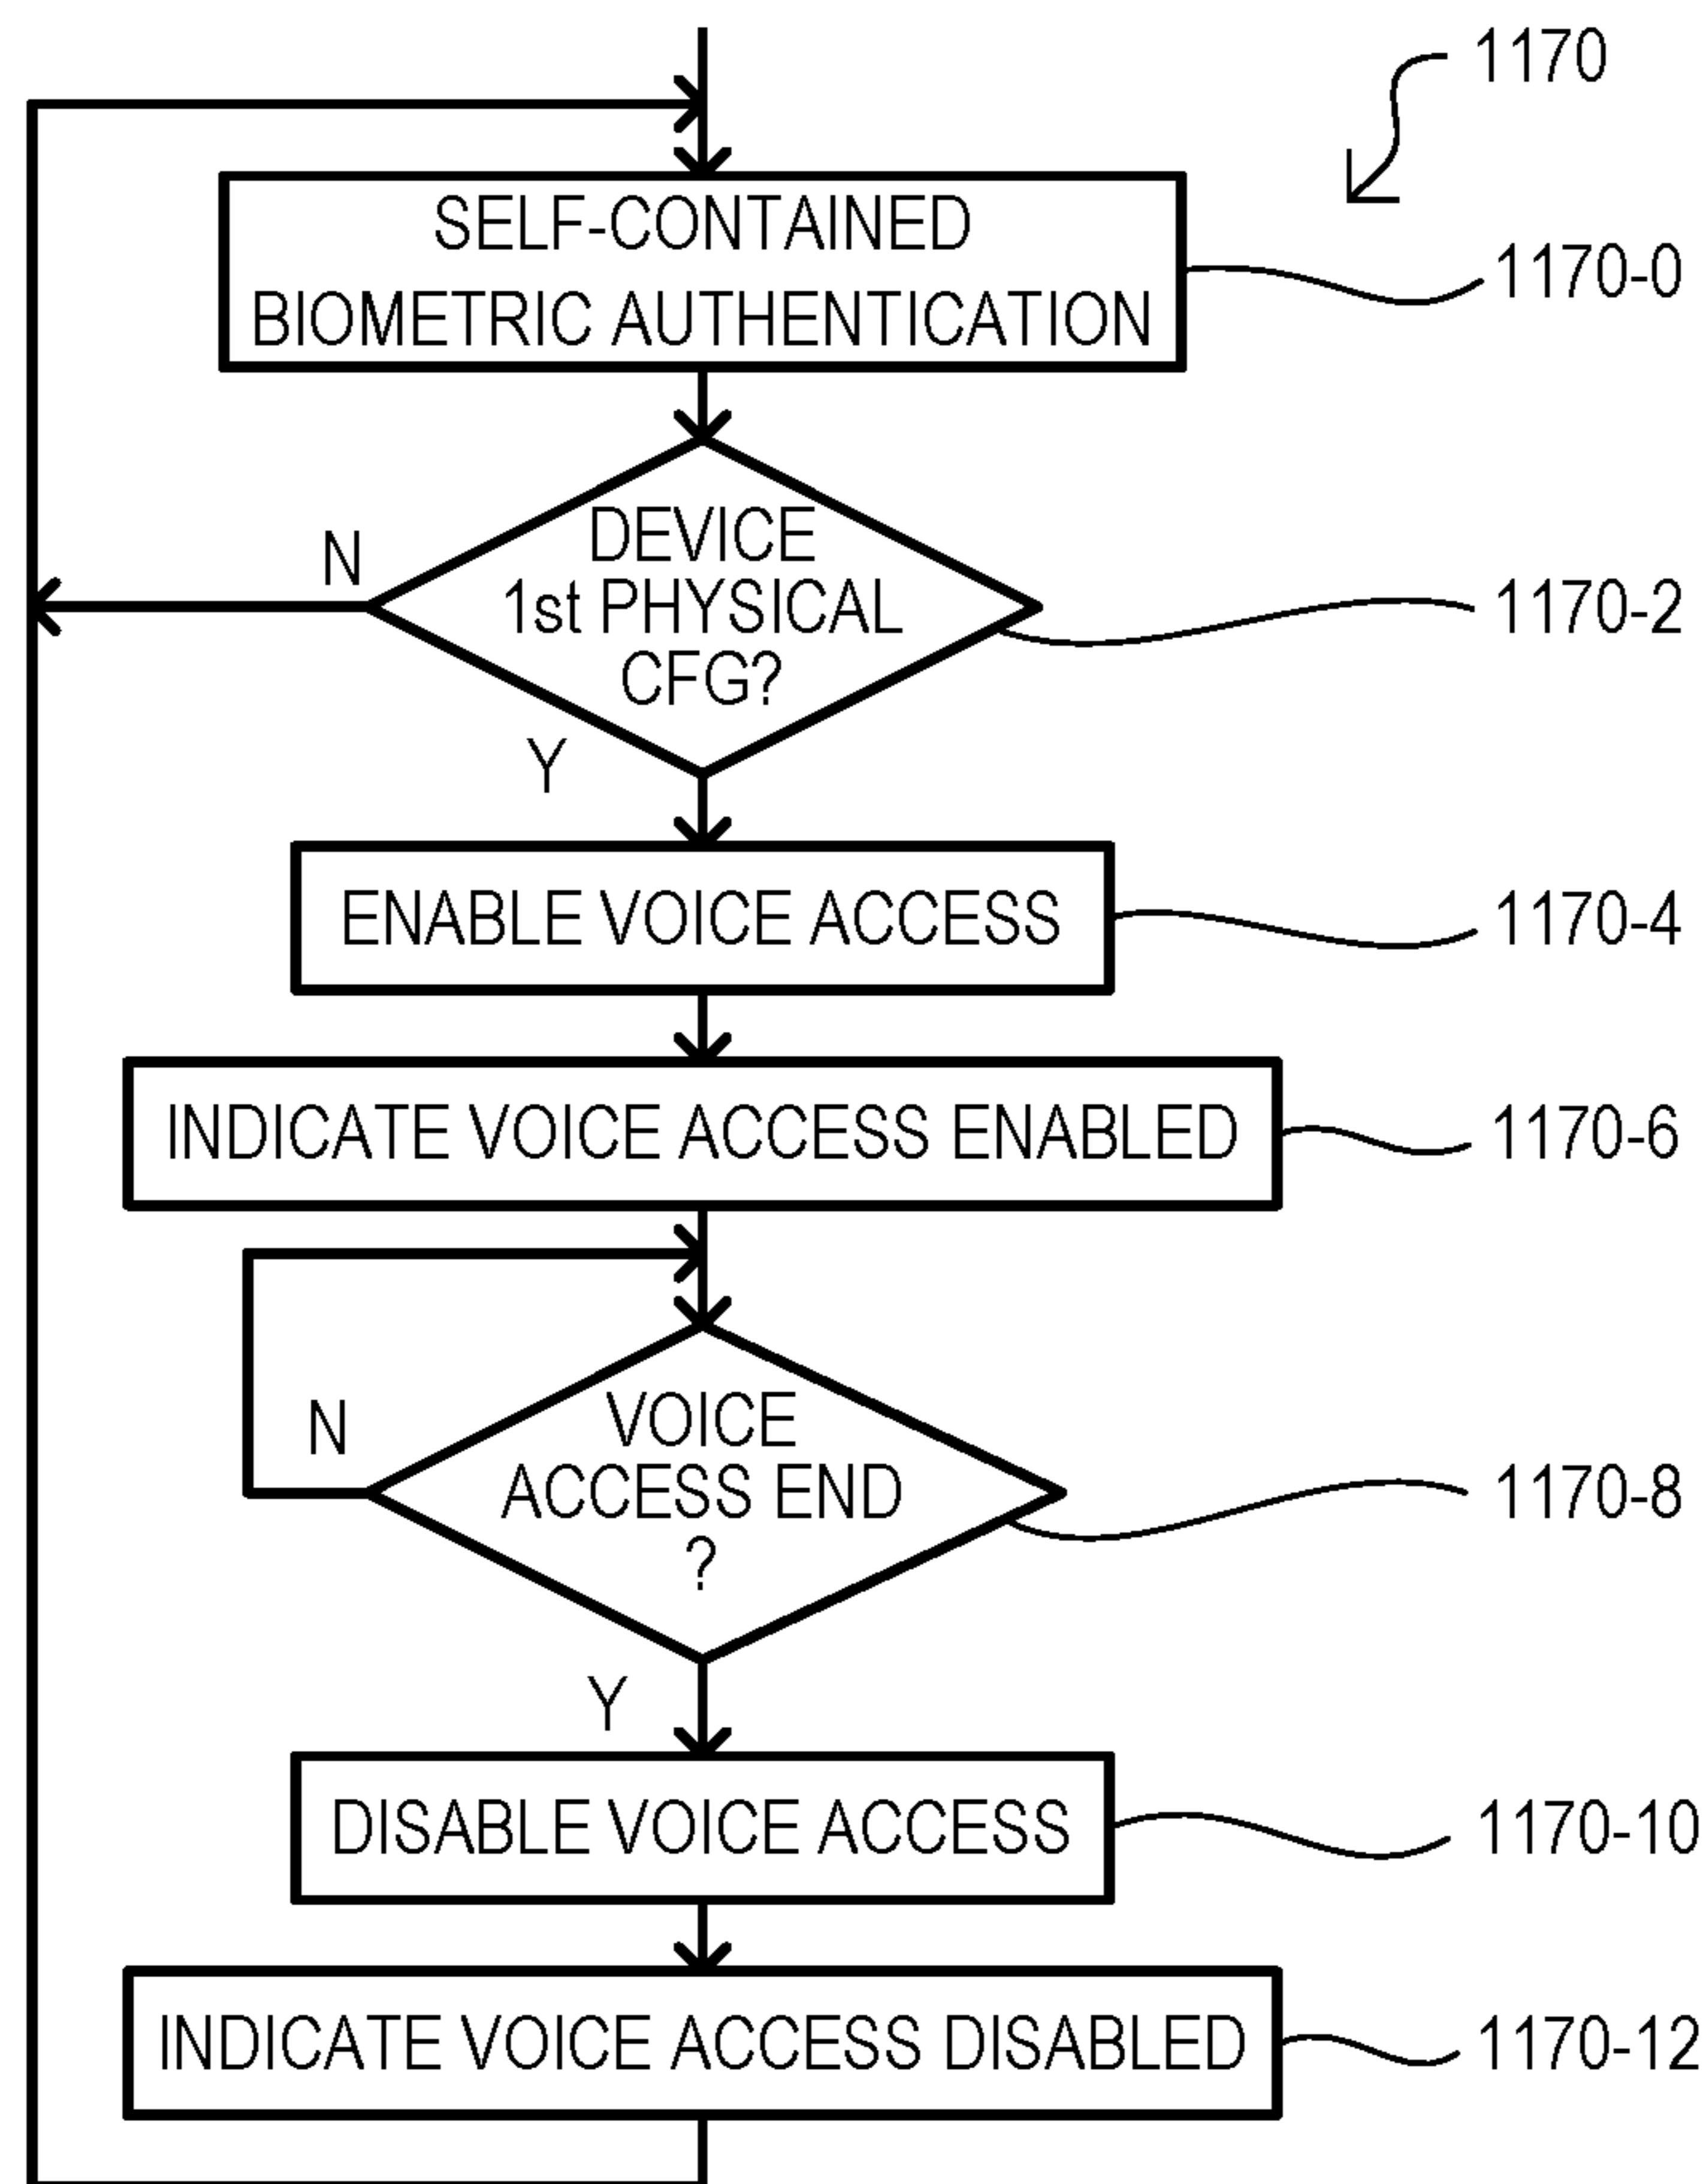 1170
SELF-CONTAINED
BIOMETRIC AUTHENTICATION
1170-0
DEVICE
1st PHYSICAL
CFG?
N
1170-2
Y
ENABLE VOICE ACCESS
1170-4
INDICATE VOICE ACCESS ENABLED
1170-6
VOICE
ACCESS END
?
N
1170-8
Y
DISABLE VOICE ACCESS
1170-10
INDICATE VOICE ACCESS DISABLED
1170-12